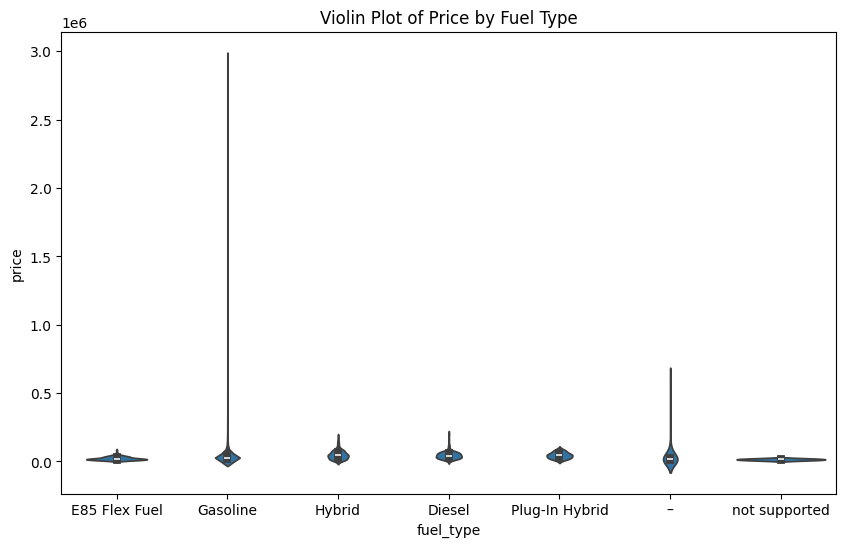 Violin Plot of Price by Fuel Type
1e6
3.0
2.5
2.0
1.5
1.0
0.5
0.0
price
E85 Flex Fuel Gasoline Hybrid Diesel Plug-In Hybrid – not supported
fuel_type